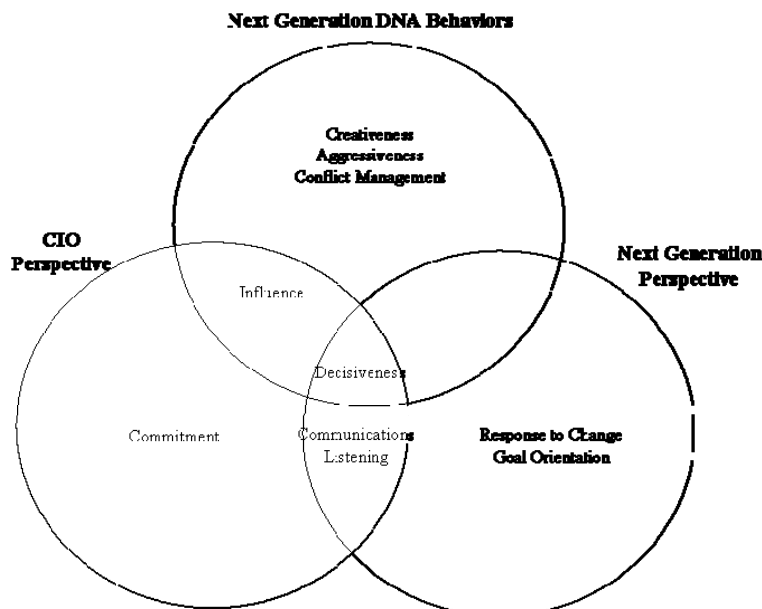 Next Generation DNA Behaviors
Creativeness
Aggressiveness
Conflict Management
CIO
Perspective
Next Generation
Perspective
Influence
Decisiveness
Commitment
Communications
Listening
Response to Change
Goal Orientation